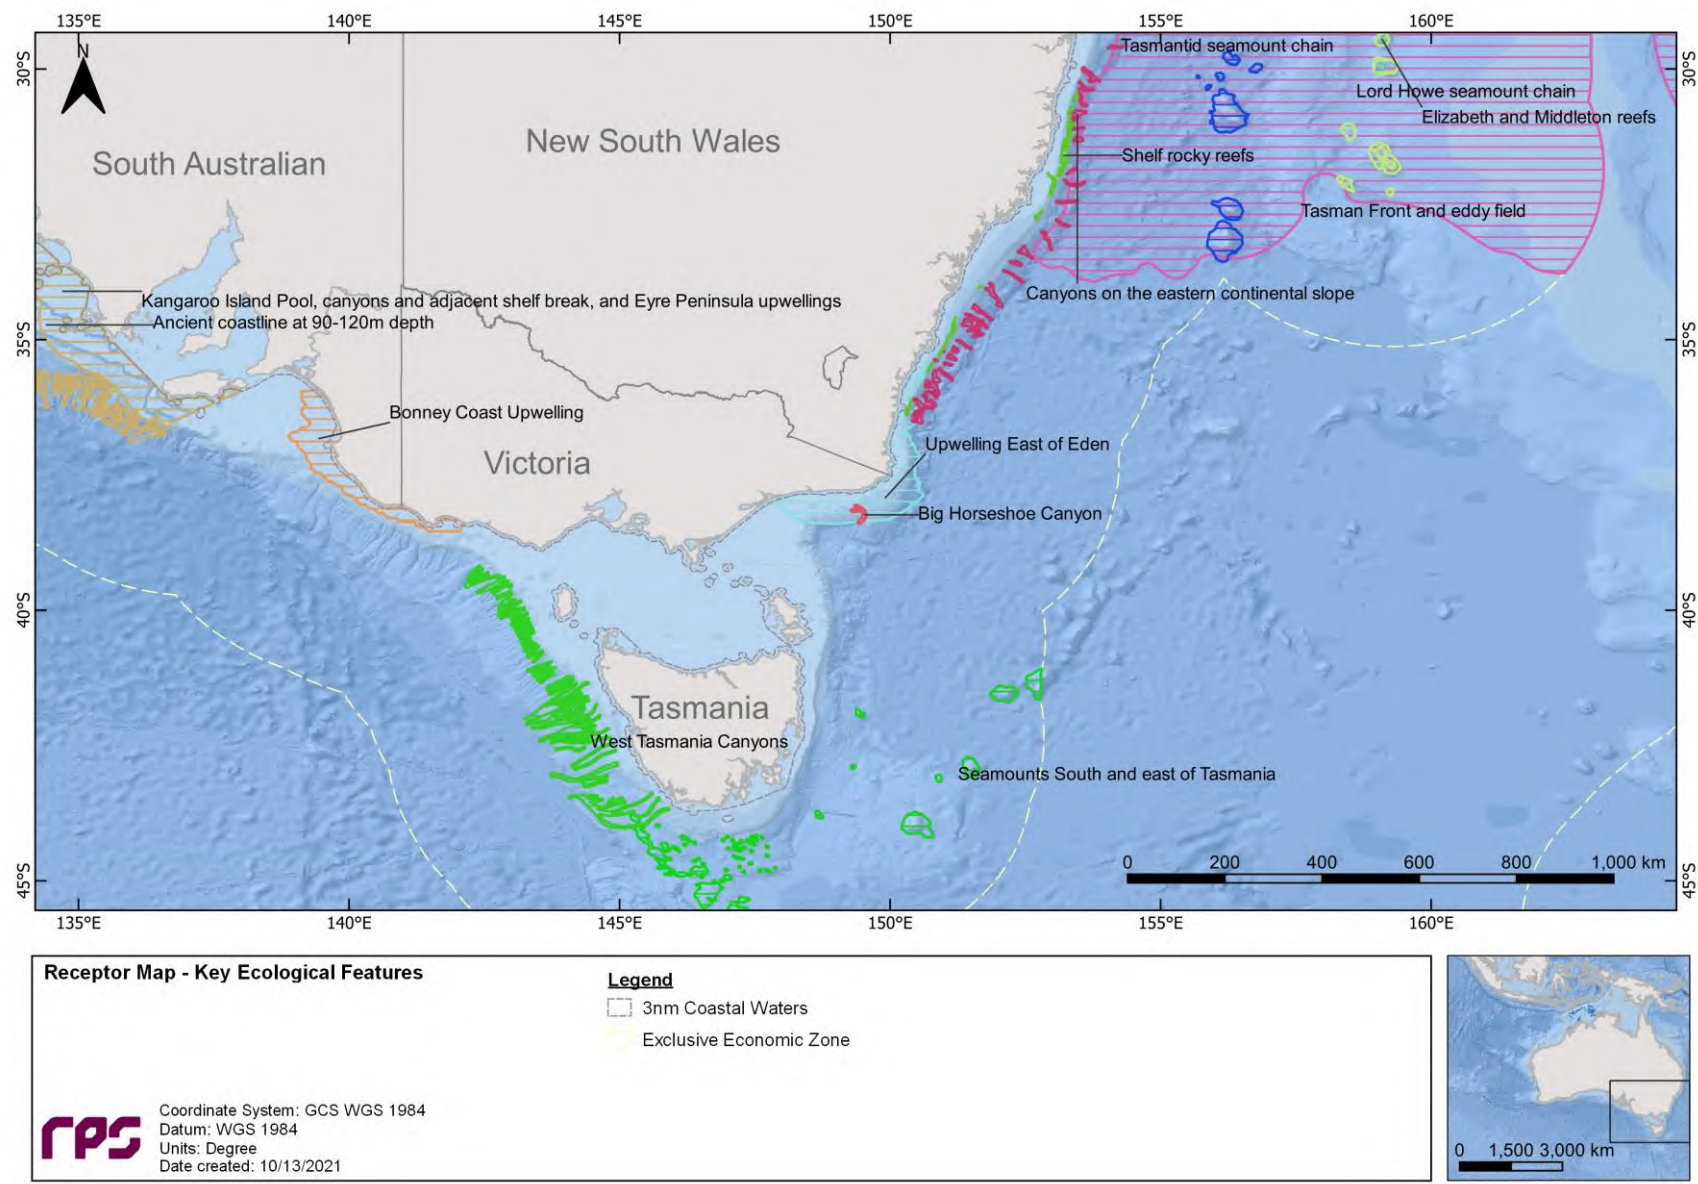 135°E 140°E 145°E 150°E 155°E 160°E
N
30°S
30°S
Tasmantid seamount chain
Lord Howe seamount chain
Elizabeth and Middleton reefs
New South Wales
South Australian
Shelf rocky reefs
Tasman Front and eddy field
Canyons on the eastern continental slope
Kangaroo Island Pool, canyons and adjacent shelf break, and Eyre Peninsula upwellings
Ancient coastline at 90-120m depth
35°S
35°S
Bonney Coast Upwelling
Upwelling East of Eden
Victoria
Big Horseshoe Canyon
40°S
40°S
Tasmania
West Tasmania Canyons
Seamounts South and east of Tasmania
0 200 400 600 800 1,000 km
45°S
45°S
135°E 140°E 145°E 150°E 155°E 160°E
Receptor Map - Key Ecological Features
Legend
3nm Coastal Waters
Exclusive Economic Zone
rps
Coordinate System: GCS WGS 1984
Datum: WGS 1984
Units: Degree
Date created: 10/13/2021
0 1,500 3,000 km